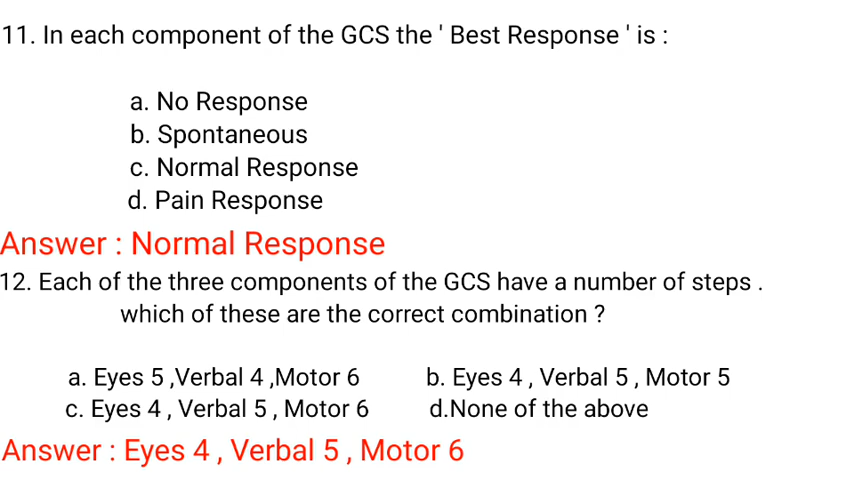 11. In each component of the GCS the ' Best Response ' is :
a. No Response
b. Spontaneous
c. Normal Response
d. Pain Response
Answer : Normal Response
12. Each of the three components of the GCS have a number of steps .
which of these are the correct combination ?
a. Eyes 5 ,Verbal 4 ,Motor 6 b. Eyes 4 , Verbal 5 , Motor 5
c. Eyes 4 , Verbal 5 , Motor 6 d.None of the above
Answer : Eyes 4 , Verbal 5 , Motor 6